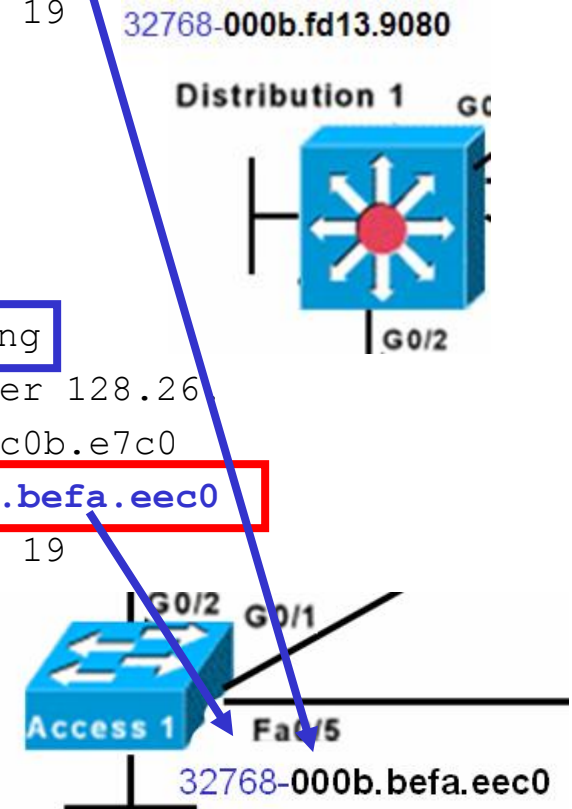 19
32768-000b.fd13.9080
Distribution 1
G0/2
ng
er 128.26
c0b.e7c0
.befa.eec0
19
G0/2
G0/1
Access 1
Fa0/5
32768-000b.befa.eec0